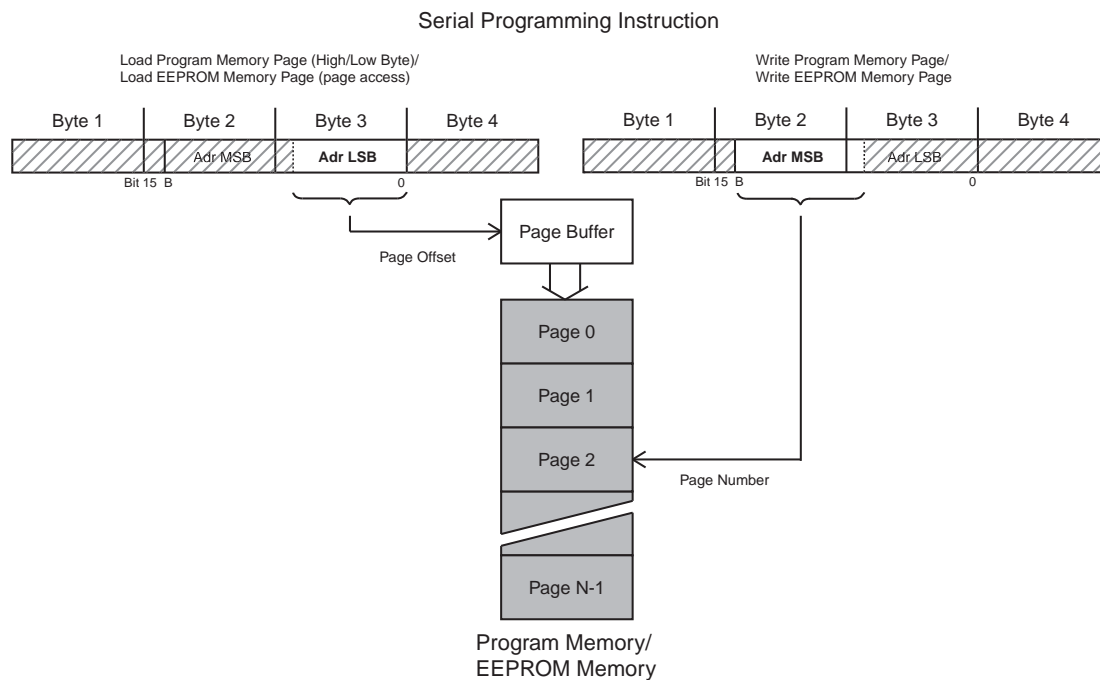 Serial Programming Instruction
Load Program Memory Page (High/Low Byte)/
Load EEPROM Memory Page (page access)
Write Program Memory Page/
Write EEPROM Memory Page
Byte 1 Byte 2 Byte 3 Byte 4
Byte 1 Byte 2 Byte 3 Byte 4
Adr MSB Adr LSB
Adr MSB Adr LSB
Bit 15 B 0
Bit 15 B 0
Page Buffer
Page Offset
Page 0
Page 1
Page 2
Page Number
Page N-1
Program Memory/
EEPROM Memory